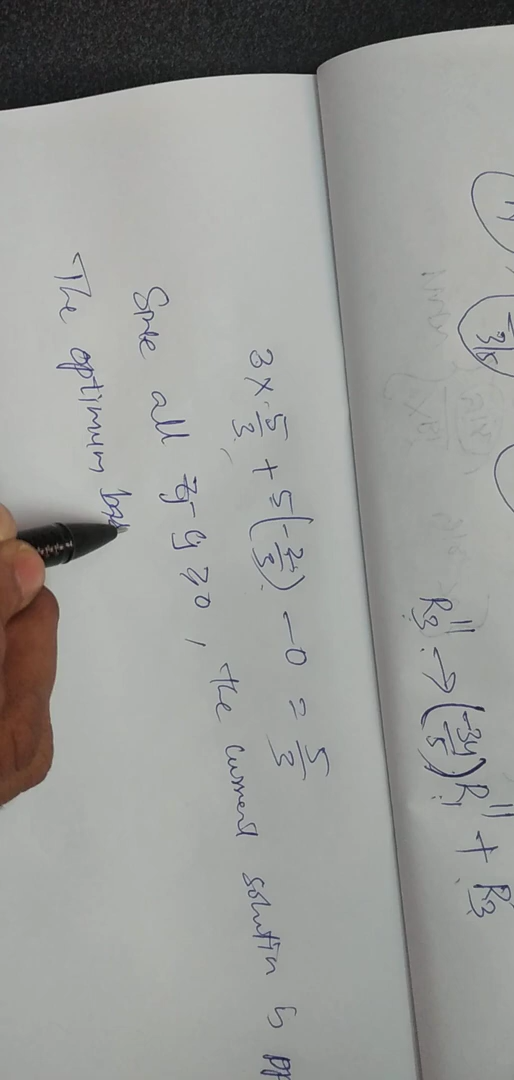 R₃'' → (-34/5) R₁'' + R₃
3 × 5/3 + 5(-2/3) - 0 = 5/3
Since all zj - cj ≥ 0, the current solution is
The optimum